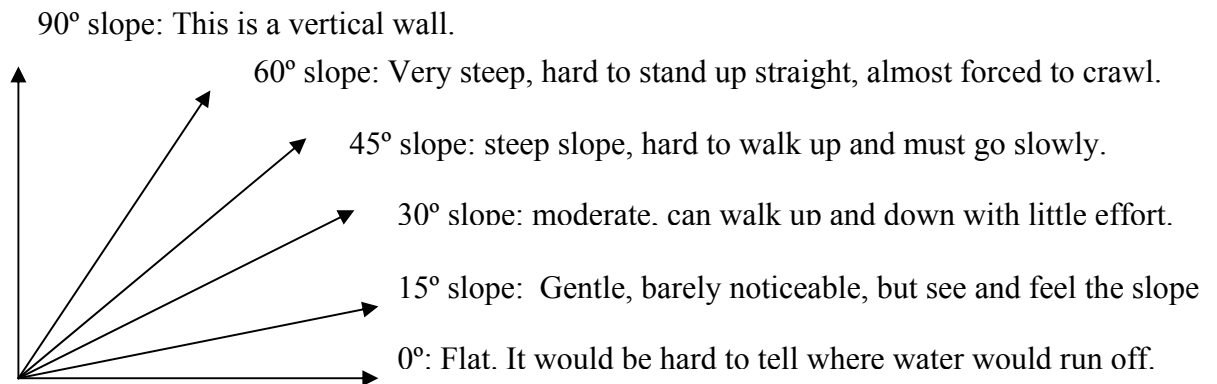 90º slope: This is a vertical wall.
60º slope: Very steep, hard to stand up straight, almost forced to crawl.
45º slope: steep slope, hard to walk up and must go slowly.
30º slope: moderate, can walk up and down with little effort.
15º slope:  Gentle, barely noticeable, but see and feel the slope
0º: Flat. It would be hard to tell where water would run off.